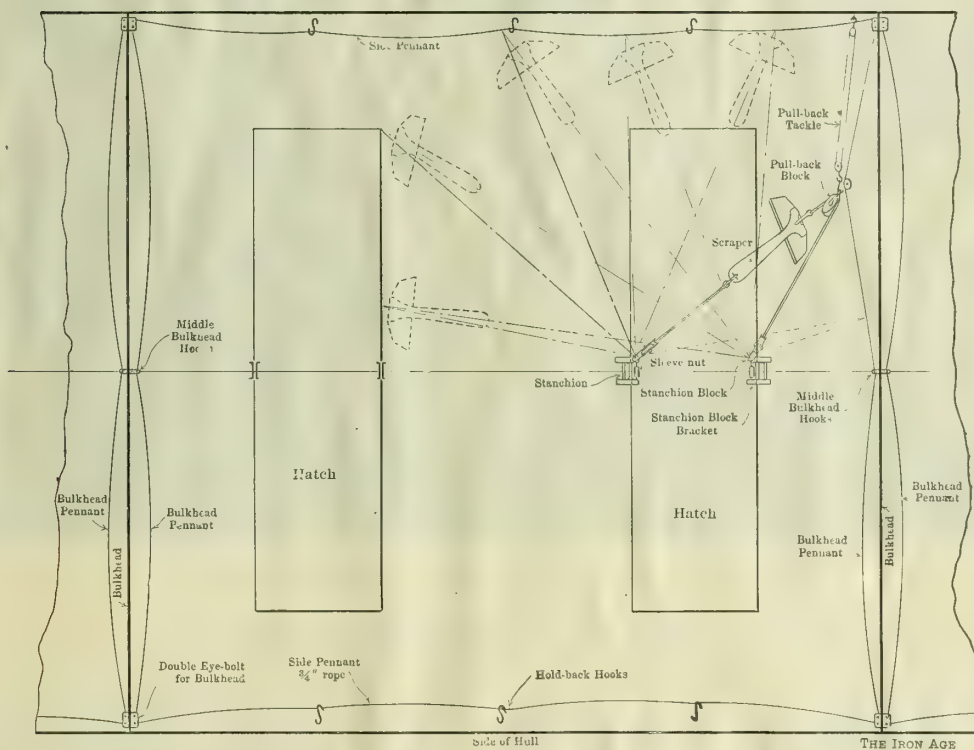 Side Pennant
Pull-back
Tackle
Pull-back
Block
Scraper
Middle
Bulkhead
Sleeve nut
Stanchion
Stanchion Block
Stanchion Block
Bracket
Middle
Bulkhead
Hooks
Hatch
Hatch
Bulkhead
Pennant
Bulkhead
Pennant
Bulkhead
Bulkhead
Pennant
Bulkhead
Bulkhead
Pennant
Double Eye-bolt
for Bulkhead
Side Pennant
¾" rope
Hold-back Hooks
Side of Hull
THE IRON AGE